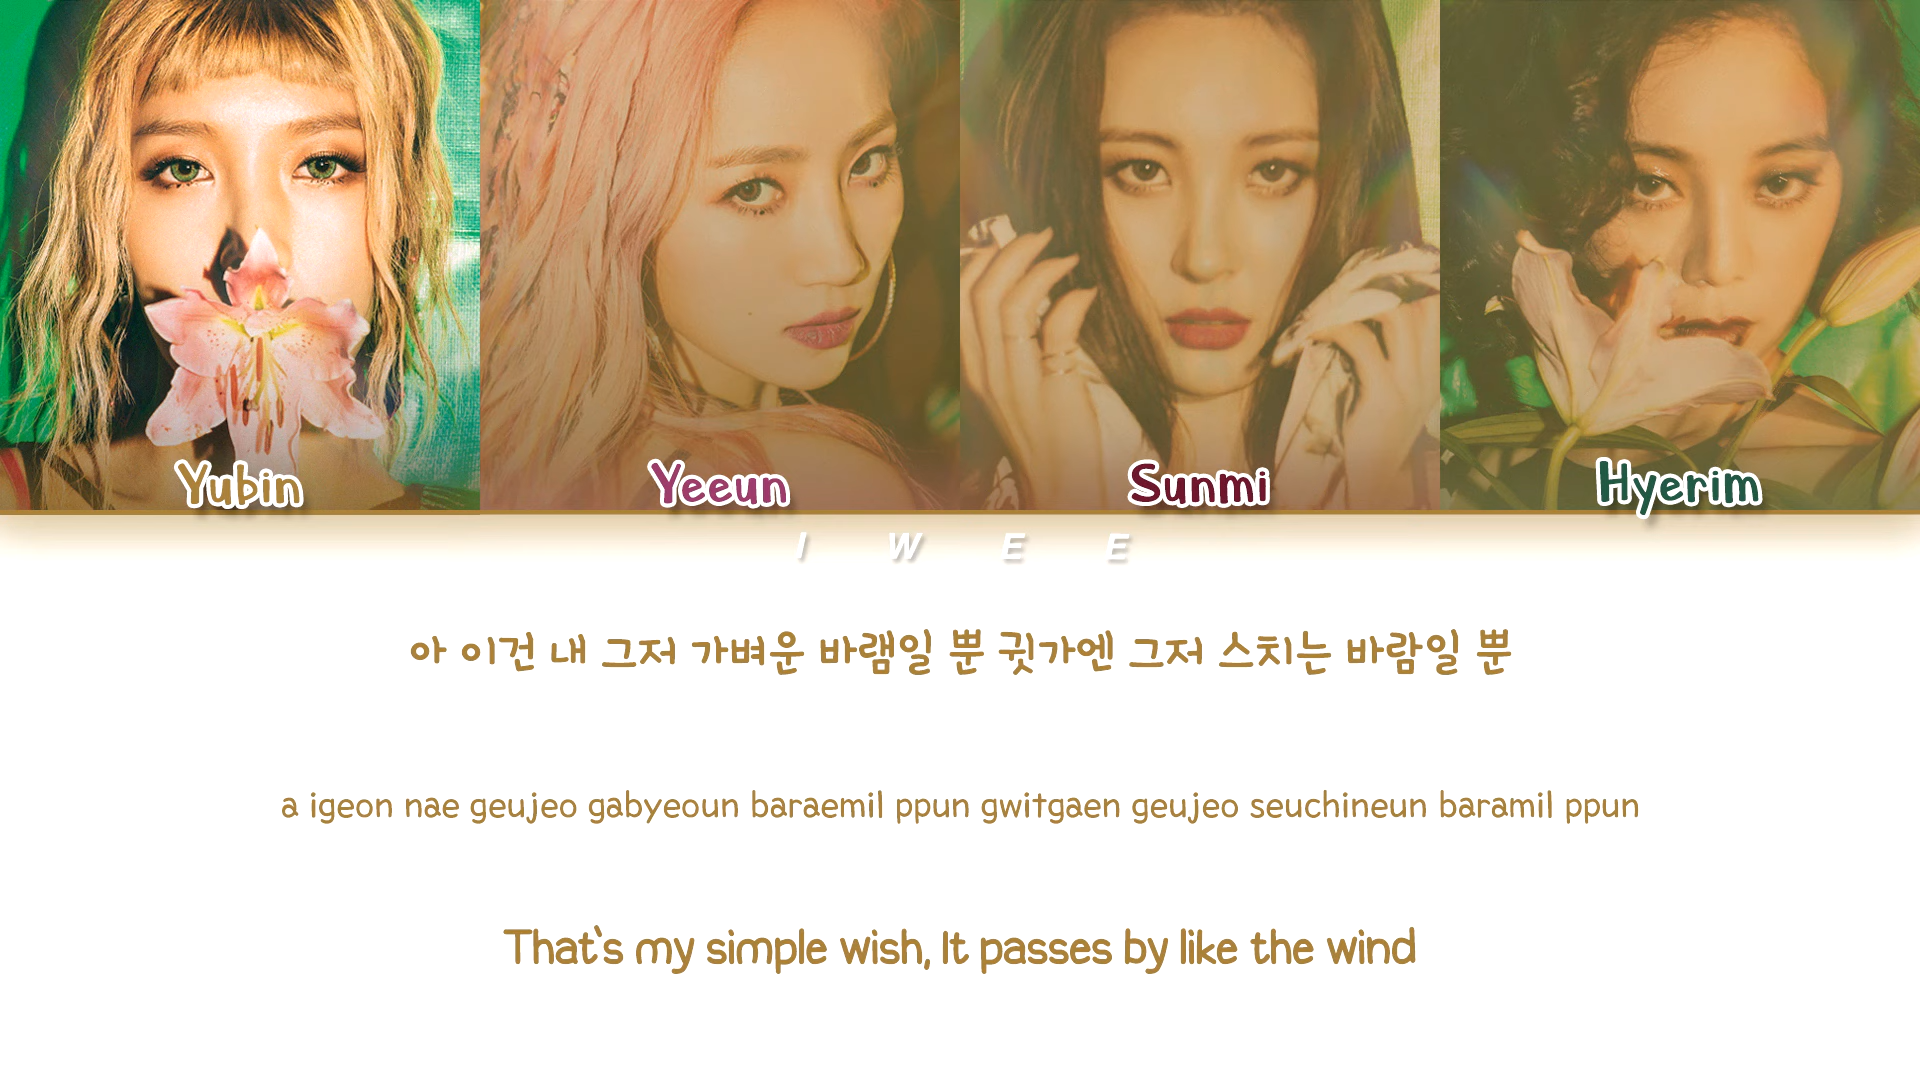 Yubin
Yeeun
Sunmi
Hyerim
I W E E
아 이건 내 그저 가벼운 바램일 뿐 귓가엔 그저 스치는 바람일 뿐
a igeon nae geujeo gabyeoun baraemil ppun gwitgaen geujeo seuchineun baramil ppun
That`s my simple wish, It passes by like the wind